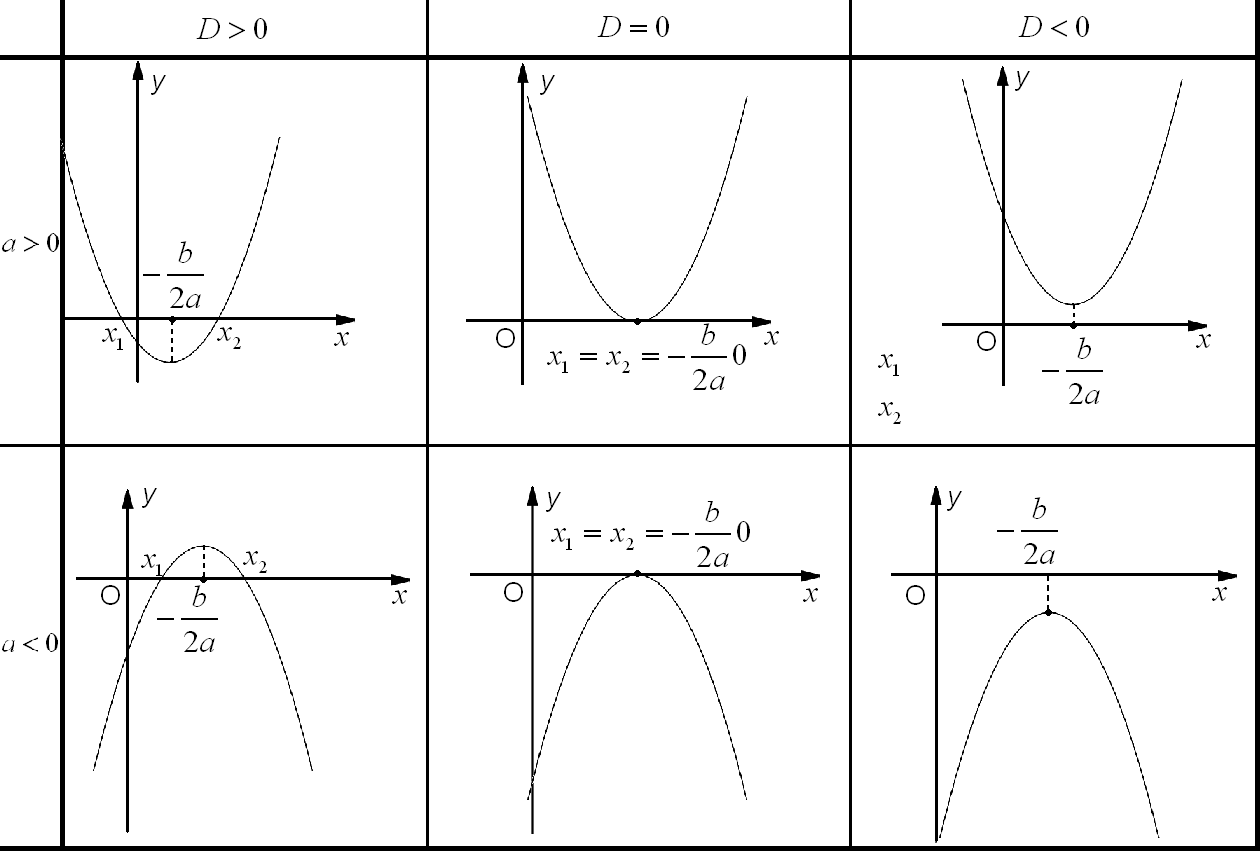 D > 0
D = 0
D < 0
a > 0
y
−b/2a
x₁
x₂
x
y
O
x
x₁ = x₂ = −b/2a 0
y
O
x
−b/2a
x₁
x₂
a < 0
y
x₁
x₂
O
x
−b/2a
y
x₁ = x₂ = −b/2a 0
O
x
y
−b/2a
O
x